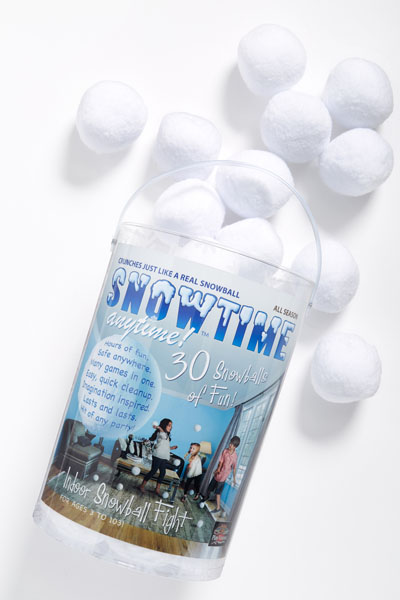 CRUNCHES JUST LIKE A REAL SNOWBALL
ALL SEASON
SNOWTIME
anytime!™
30 Snowballs
of Fun!
Hours of fun.
Safe anywhere.
Many games in one.
Easy, quick cleanup.
Imagination inspired.
Lasts and lasts.
of any party!
Indoor Snowball Fight
FOR AGES 3 TO 103!